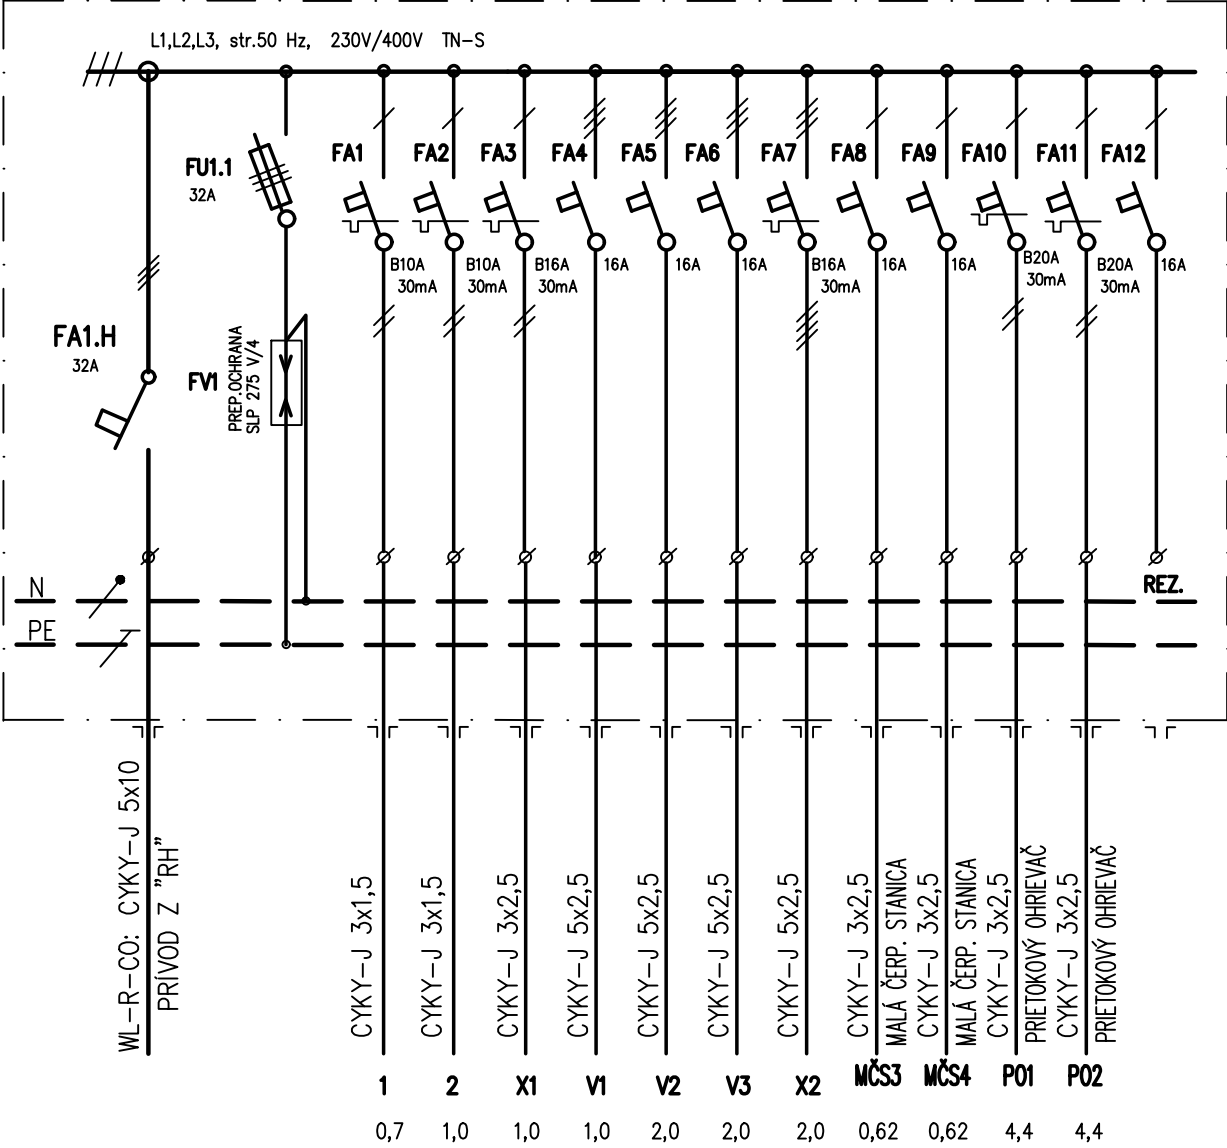 L1,L2,L3, str.50 Hz, 230V/400V TN-S
FU1.1
32A
FA1
FA2
FA3
FA4
FA5
FA6
FA7
FA8
FA9
FA10
FA11
FA12
B10A
30mA
B10A
30mA
B16A
30mA
16A
16A
16A
B16A
30mA
16A
16A
B20A
30mA
B20A
30mA
16A
FA1.H
32A
FV1
PREP.OCHRANA
SLP 275 V/4
N
PE
REZ.
WL-R-CO: CYKY-J 5x10
PRÍVOD Z "RH"
CYKY-J 3x1,5
CYKY-J 3x1,5
CYKY-J 3x2,5
CYKY-J 5x2,5
CYKY-J 5x2,5
CYKY-J 5x2,5
CYKY-J 5x2,5
CYKY-J 3x2,5
MALÁ ČERP. STANICA
CYKY-J 3x2,5
MALÁ ČERP. STANICA
CYKY-J 3x2,5
PRIETOKOVÝ OHRIEVAČ
CYKY-J 3x2,5
PRIETOKOVÝ OHRIEVAČ
1
2
X1
V1
V2
V3
X2
MČS3
MČS4
PO1
PO2
0,7
1,0
1,0
1,0
2,0
2,0
2,0
0,62
0,62
4,4
4,4